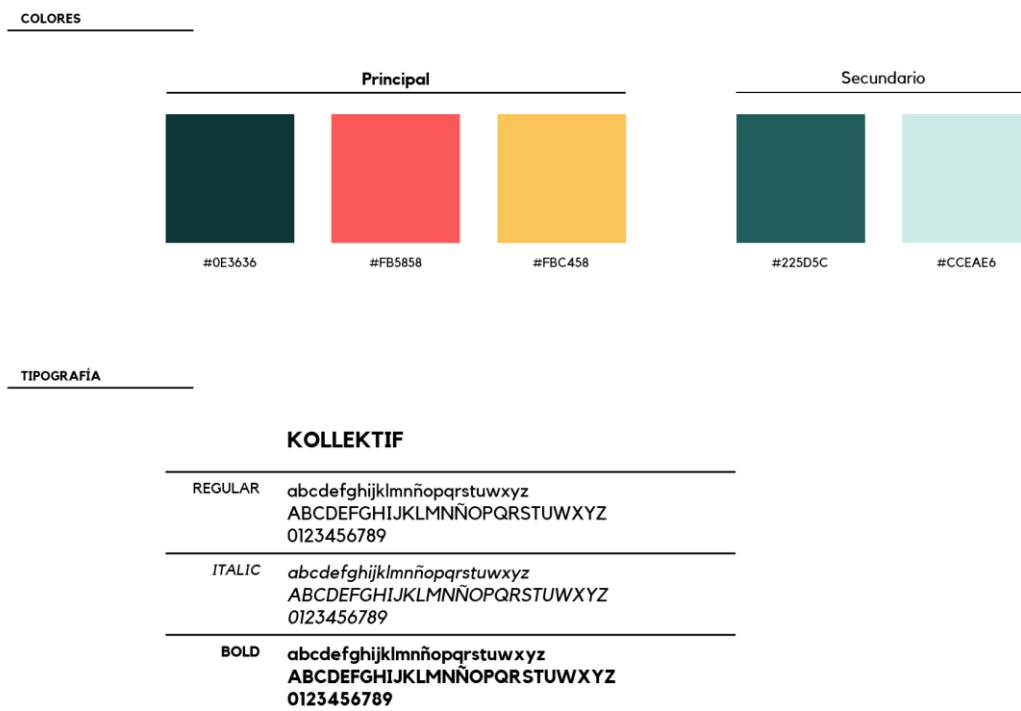 COLORES
Principal
Secundario
#0E3636
#FB5858
#FBC458
#225D5C
#CCEAE6
TIPOGRAFÍA
KOLLEKTIF
REGULAR
abcdefghijklmnñopqrstuwxyz
ABCDEFGHIJKLMNÑOPQRSTUWXYZ
0123456789
ITALIC
abcdefghijklmnñopqrstuwxyz
ABCDEFGHIJKLMNÑOPQRSTUWXYZ
0123456789
BOLD
abcdefghijklmnñopqrstuwxyz
ABCDEFGHIJKLMNÑOPQRSTUWXYZ
0123456789